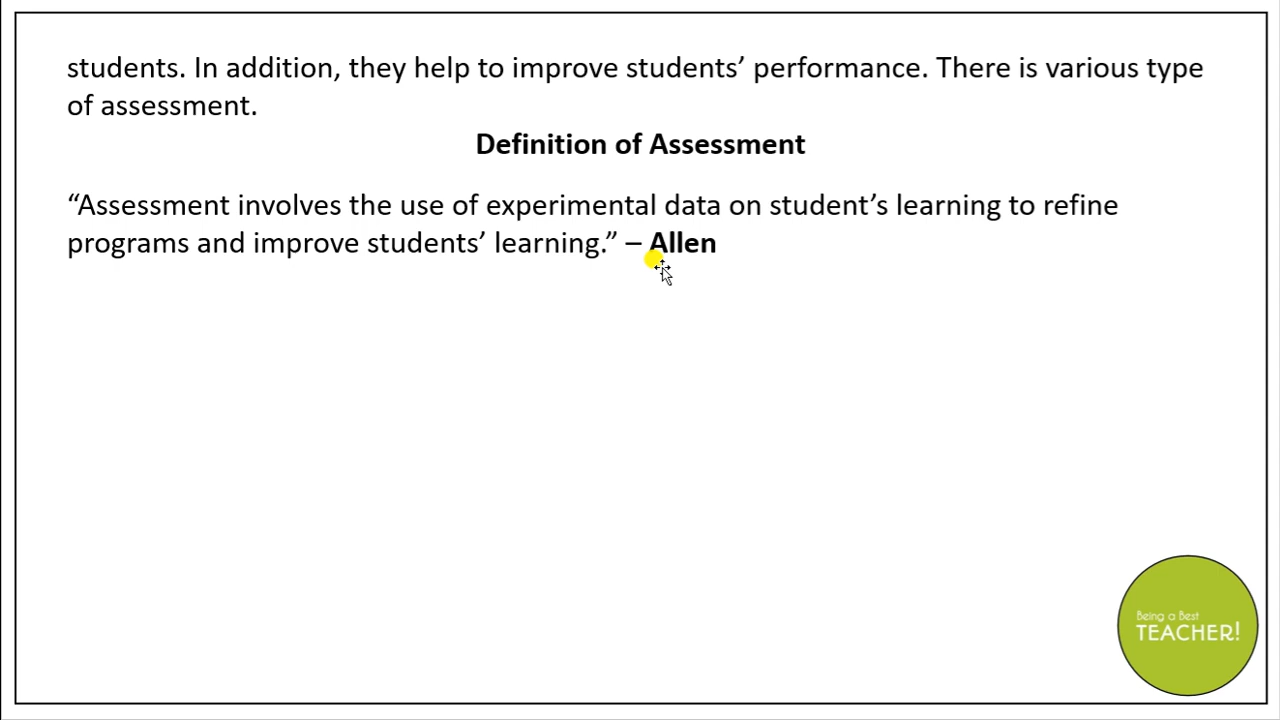 students. In addition, they help to improve students’ performance. There is various type
of assessment.
Definition of Assessment
“Assessment involves the use of experimental data on student’s learning to refine
programs and improve students’ learning.” – Allen
Being a Best
TEACHER!